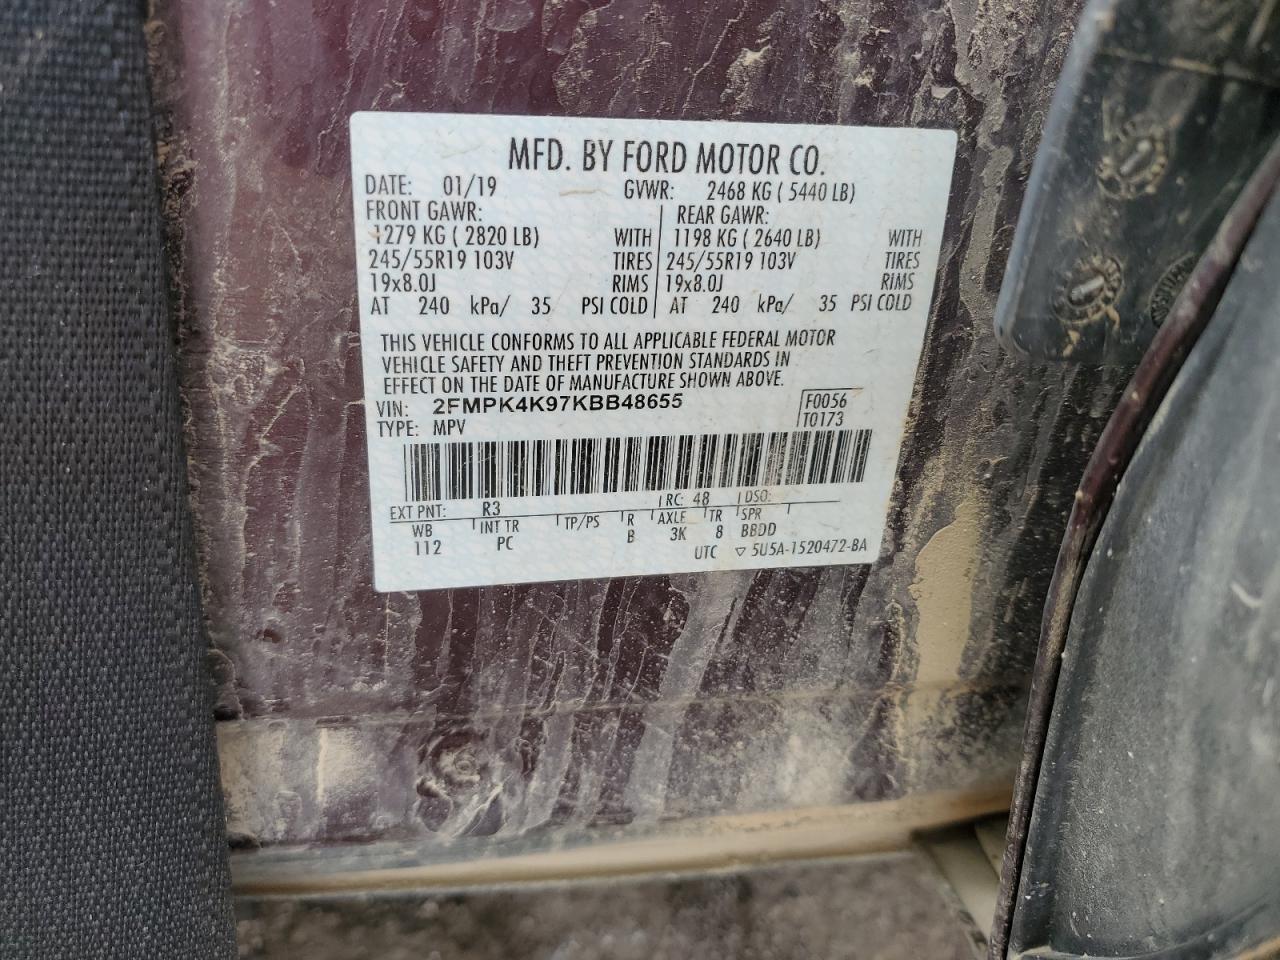 MFD. BY FORD MOTOR CO.
DATE: 01/19 GVWR: 2468 KG ( 5440 LB)
FRONT GAWR: REAR GAWR:
1279 KG ( 2820 LB) WITH 1198 KG ( 2640 LB) WITH
245/55R19 103V TIRES 245/55R19 103V TIRES
19x8.0J RIMS 19x8.0J RIMS
AT 240 kPa/ 35 PSI COLD AT 240 kPa/ 35 PSI COLD
THIS VEHICLE CONFORMS TO ALL APPLICABLE FEDERAL MOTOR
VEHICLE SAFETY AND THEFT PREVENTION STANDARDS IN
EFFECT ON THE DATE OF MANUFACTURE SHOWN ABOVE.
VIN: 2FMPK4K97KBB48655 F0056
TYPE: MPV T0173
EXT PNT: R3 RC: 48 DSO:
WB INT TR TP/PS R AXLE TR SPR
112 PC B 3K 8 BBDD
UTC ▽ 5U5A-1520472-BA